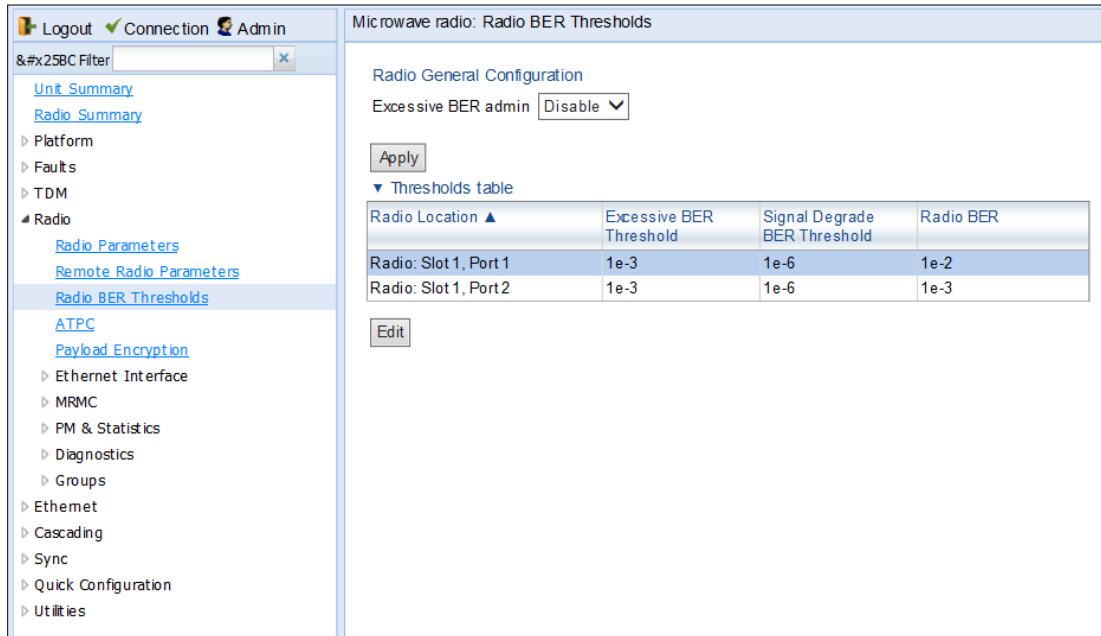 Logout Connection Admin
&#x25BC Filter
Unit Summary
Radio Summary
Platform
Faults
TDM
Radio
Radio Parameters
Remote Radio Parameters
Radio BER Thresholds
ATPC
Payload Encryption
Ethernet Interface
MRMC
PM & Statistics
Diagnostics
Groups
Ethernet
Cascading
Sync
Quick Configuration
Utilities
Microwave radio: Radio BER Thresholds
Radio General Configuration
Excessive BER admin Disable
Apply
▼ Thresholds table
Radio Location ▲ Excessive BER Threshold Signal Degrade BER Threshold Radio BER
Radio: Slot 1, Port 1 1e-3 1e-6 1e-2
Radio: Slot 1, Port 2 1e-3 1e-6 1e-3
Edit